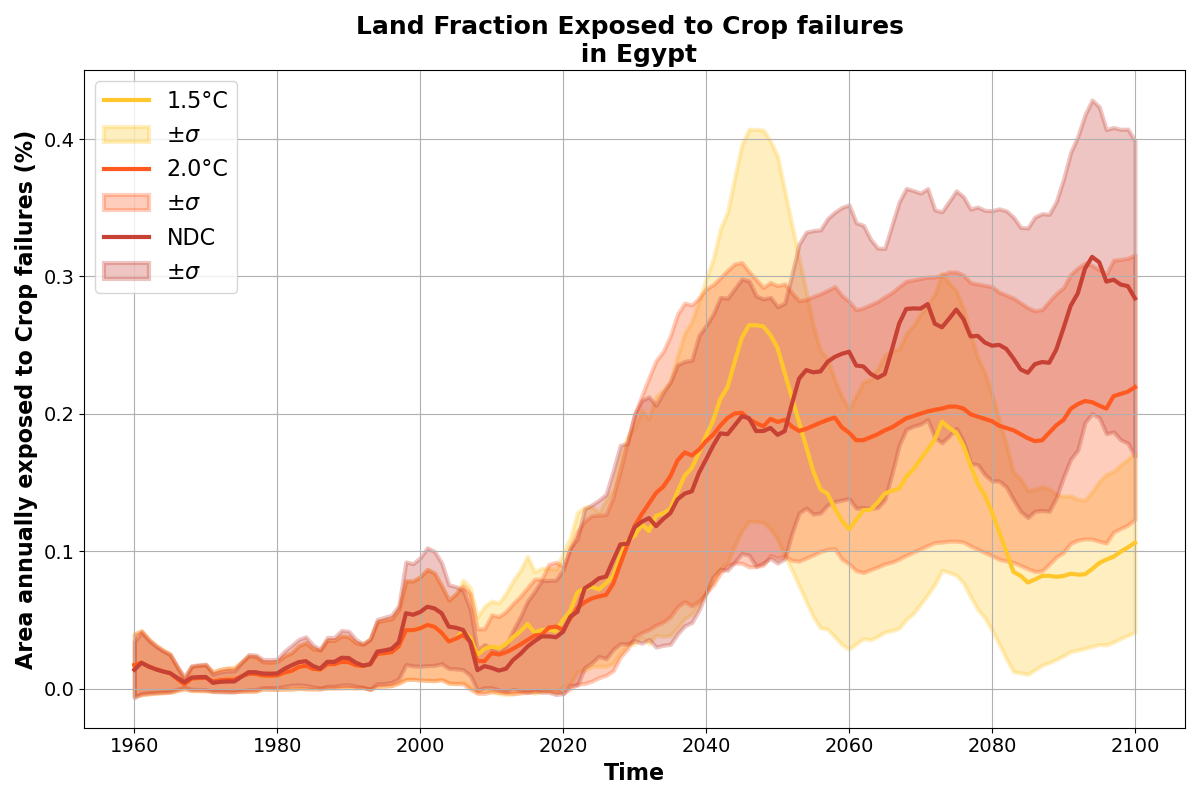 Land Fraction Exposed to Crop failures
in Egypt
Area annually exposed to Crop failures (%)
0.4
0.3
0.2
0.1
0.0
1.5°C
±σ
2.0°C
±σ
NDC
±σ
1960 1980 2000 2020 2040 2060 2080 2100
Time